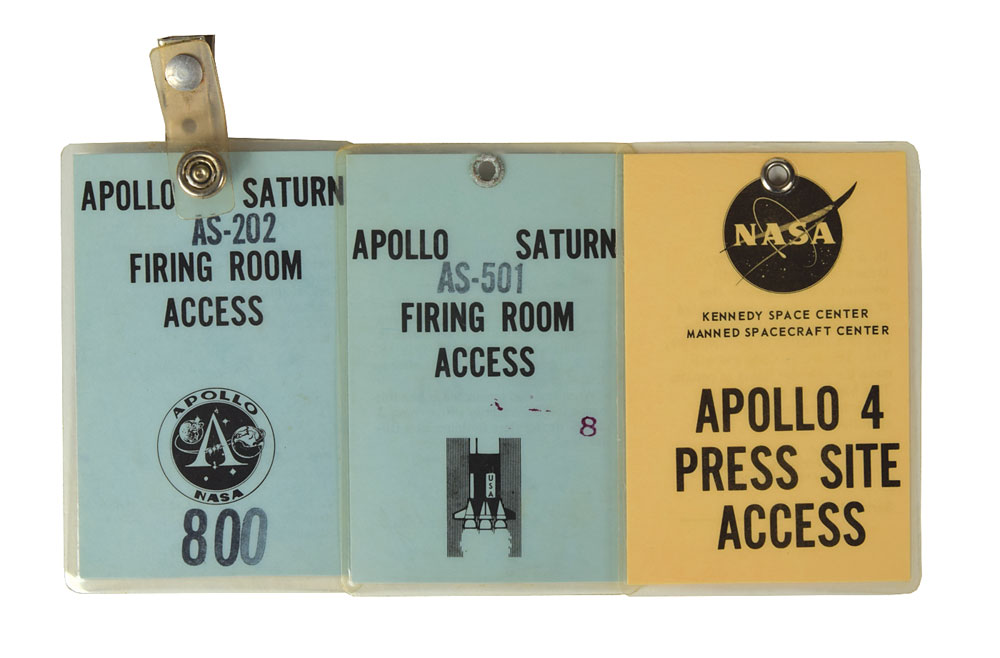 APOLLO SATURN
AS-202
FIRING ROOM
ACCESS
APOLLO
A
NASA
800
APOLLO SATURN
AS-501
FIRING ROOM
ACCESS
8
USA
NASA
KENNEDY SPACE CENTER
MANNED SPACECRAFT CENTER
APOLLO 4
PRESS SITE
ACCESS